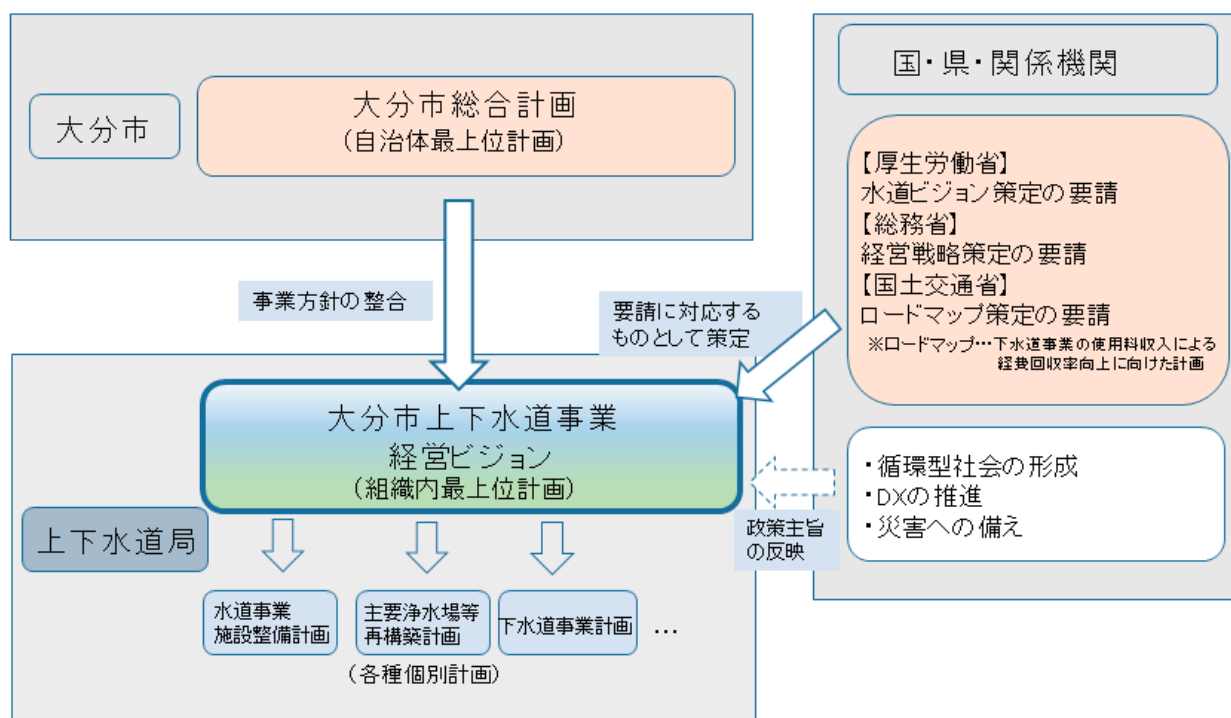 大分市
大分市総合計画
(自治体最上位計画)
国・県・関係機関
【厚生労働省】
水道ビジョン策定の要請
【総務省】
経営戦略策定の要請
【国土交通省】
ロードマップ策定の要請
※ロードマップ…下水道事業の使用料収入による
経費回収率向上に向けた計画
事業方針の整合
要請に対応する
ものとして策定
大分市上下水道事業
経営ビジョン
(組織内最上位計画)
・循環型社会の形成
・DXの推進
・災害への備え
政策主旨
の反映
上下水道局
水道事業
施設整備計画
主要浄水場等
再構築計画
下水道事業計画
…
(各種個別計画)